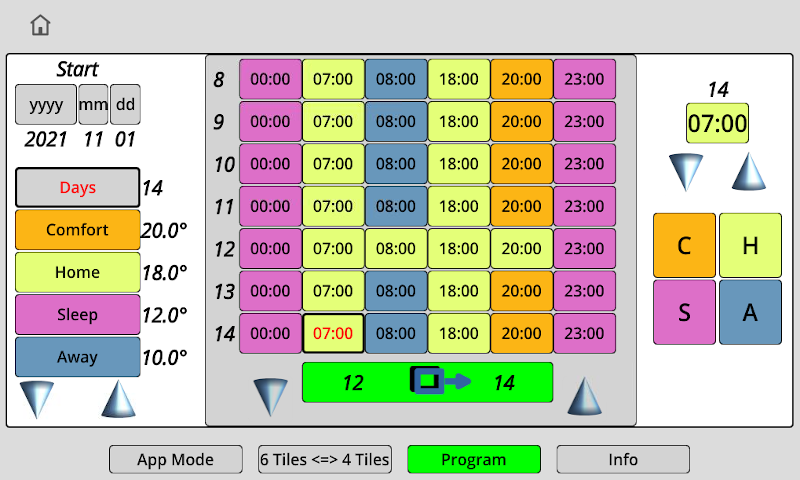 Start
yyyy mm dd
2021 11 01
Days 14
Comfort 20.0°
Home 18.0°
Sleep 12.0°
Away 10.0°
8 00:00 07:00 08:00 18:00 20:00 23:00
9 00:00 07:00 08:00 18:00 20:00 23:00
10 00:00 07:00 08:00 18:00 20:00 23:00
11 00:00 07:00 08:00 18:00 20:00 23:00
12 00:00 07:00 08:00 18:00 20:00 23:00
13 00:00 07:00 08:00 18:00 20:00 23:00
14 00:00 07:00 08:00 18:00 20:00 23:00
12 14
14
07:00
C H
S A
App Mode 6 Tiles <=> 4 Tiles Program Info